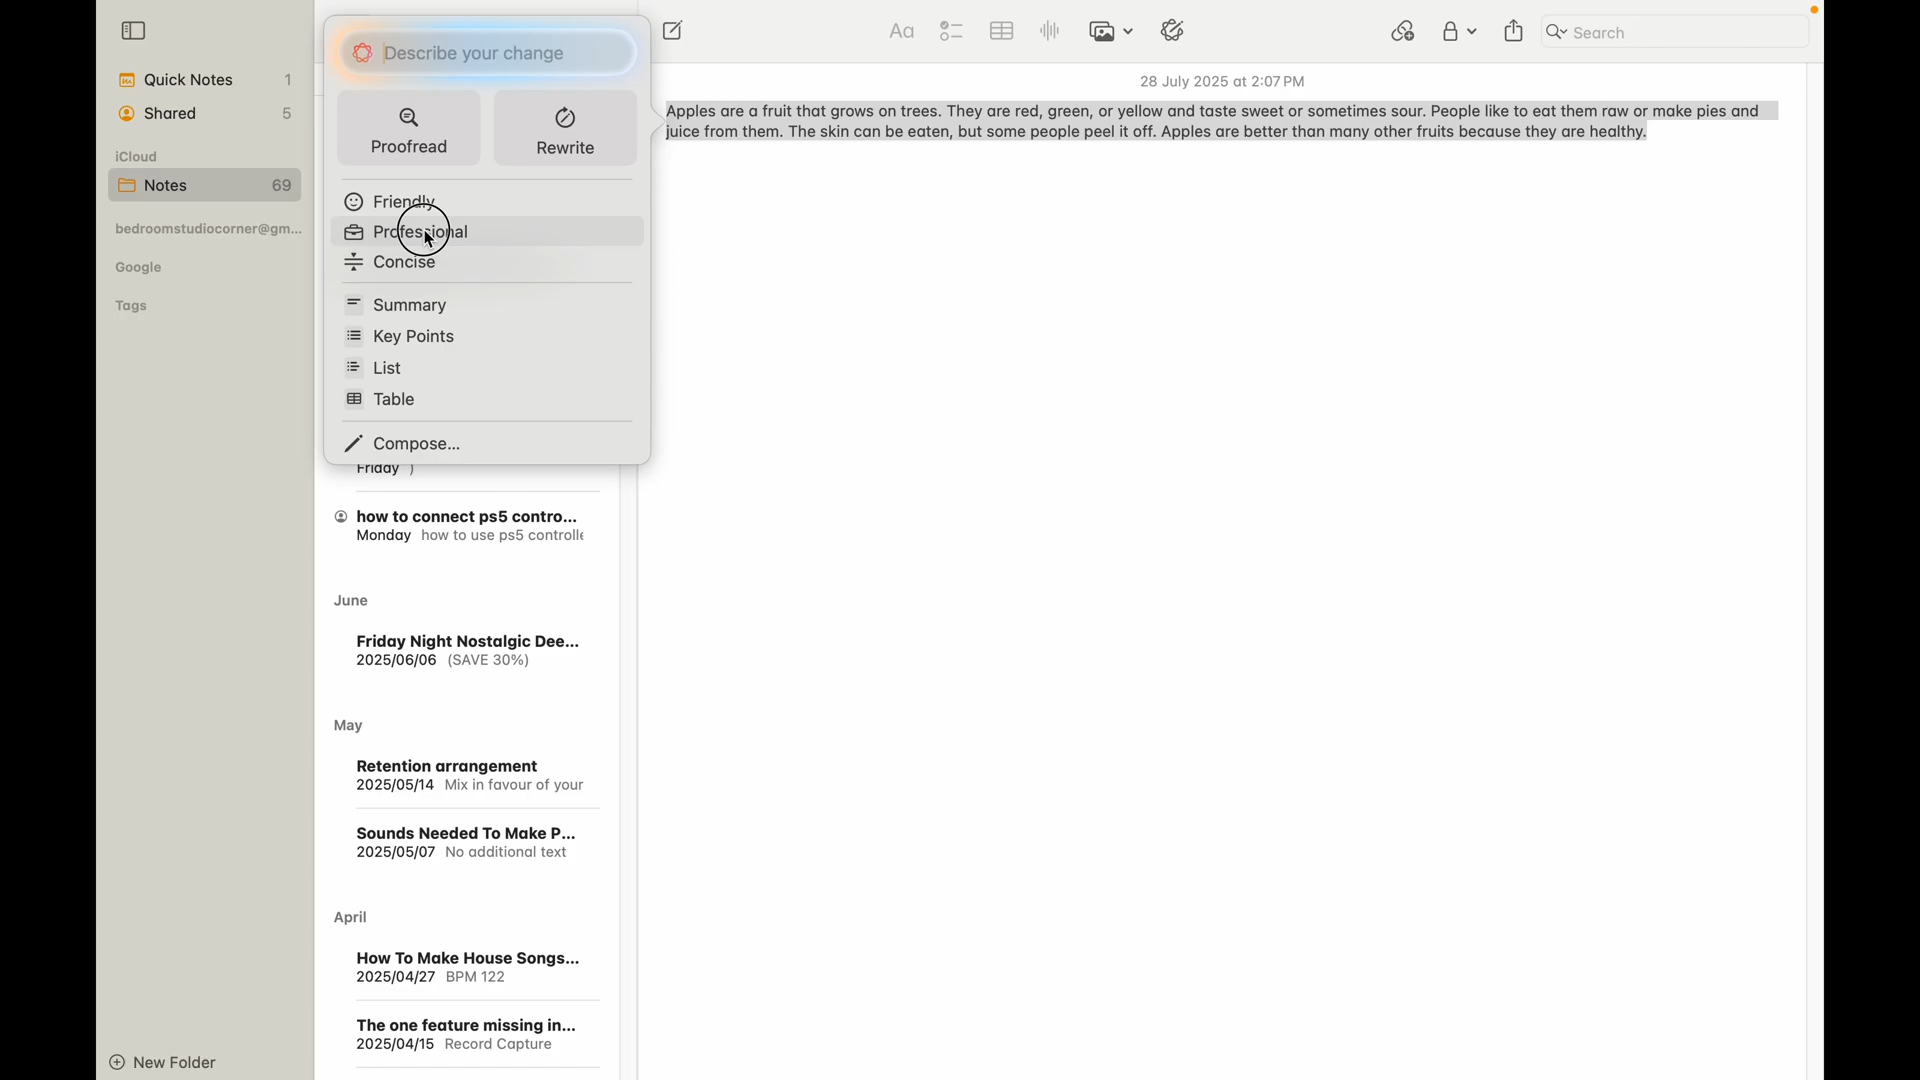 Quick Notes 1
Shared 5
iCloud
Notes 69
bedroomstudiocorner@gm...
Google
Tags
New Folder
Describe your change
Proofread
Rewrite
Friendly
Professional
Concise
Summary
Key Points
List
Table
Compose...
Friday )
how to connect ps5 contro...
Monday how to use ps5
June
Friday Night Nostalgic Dee...
2025/06/06 (SAVE 30%)
May
Retention arrangement
2025/05/14 Mix in favour of your
Sounds Needed To Make P...
2025/05/07 No additional text
April
How To Make House Songs...
2025/04/27 BPM 122
The one feature missing in...
2025/04/15 Record Capture
Aa
Search
28 July 2025 at 2:07 PM
Apples are a fruit that grows on trees. They are red, green, or yellow and taste sweet or sometimes sour. People like to eat them raw or make pies and
juice from them. The skin can be eaten, but some people peel it off. Apples are better than many other fruits because they are healthy.